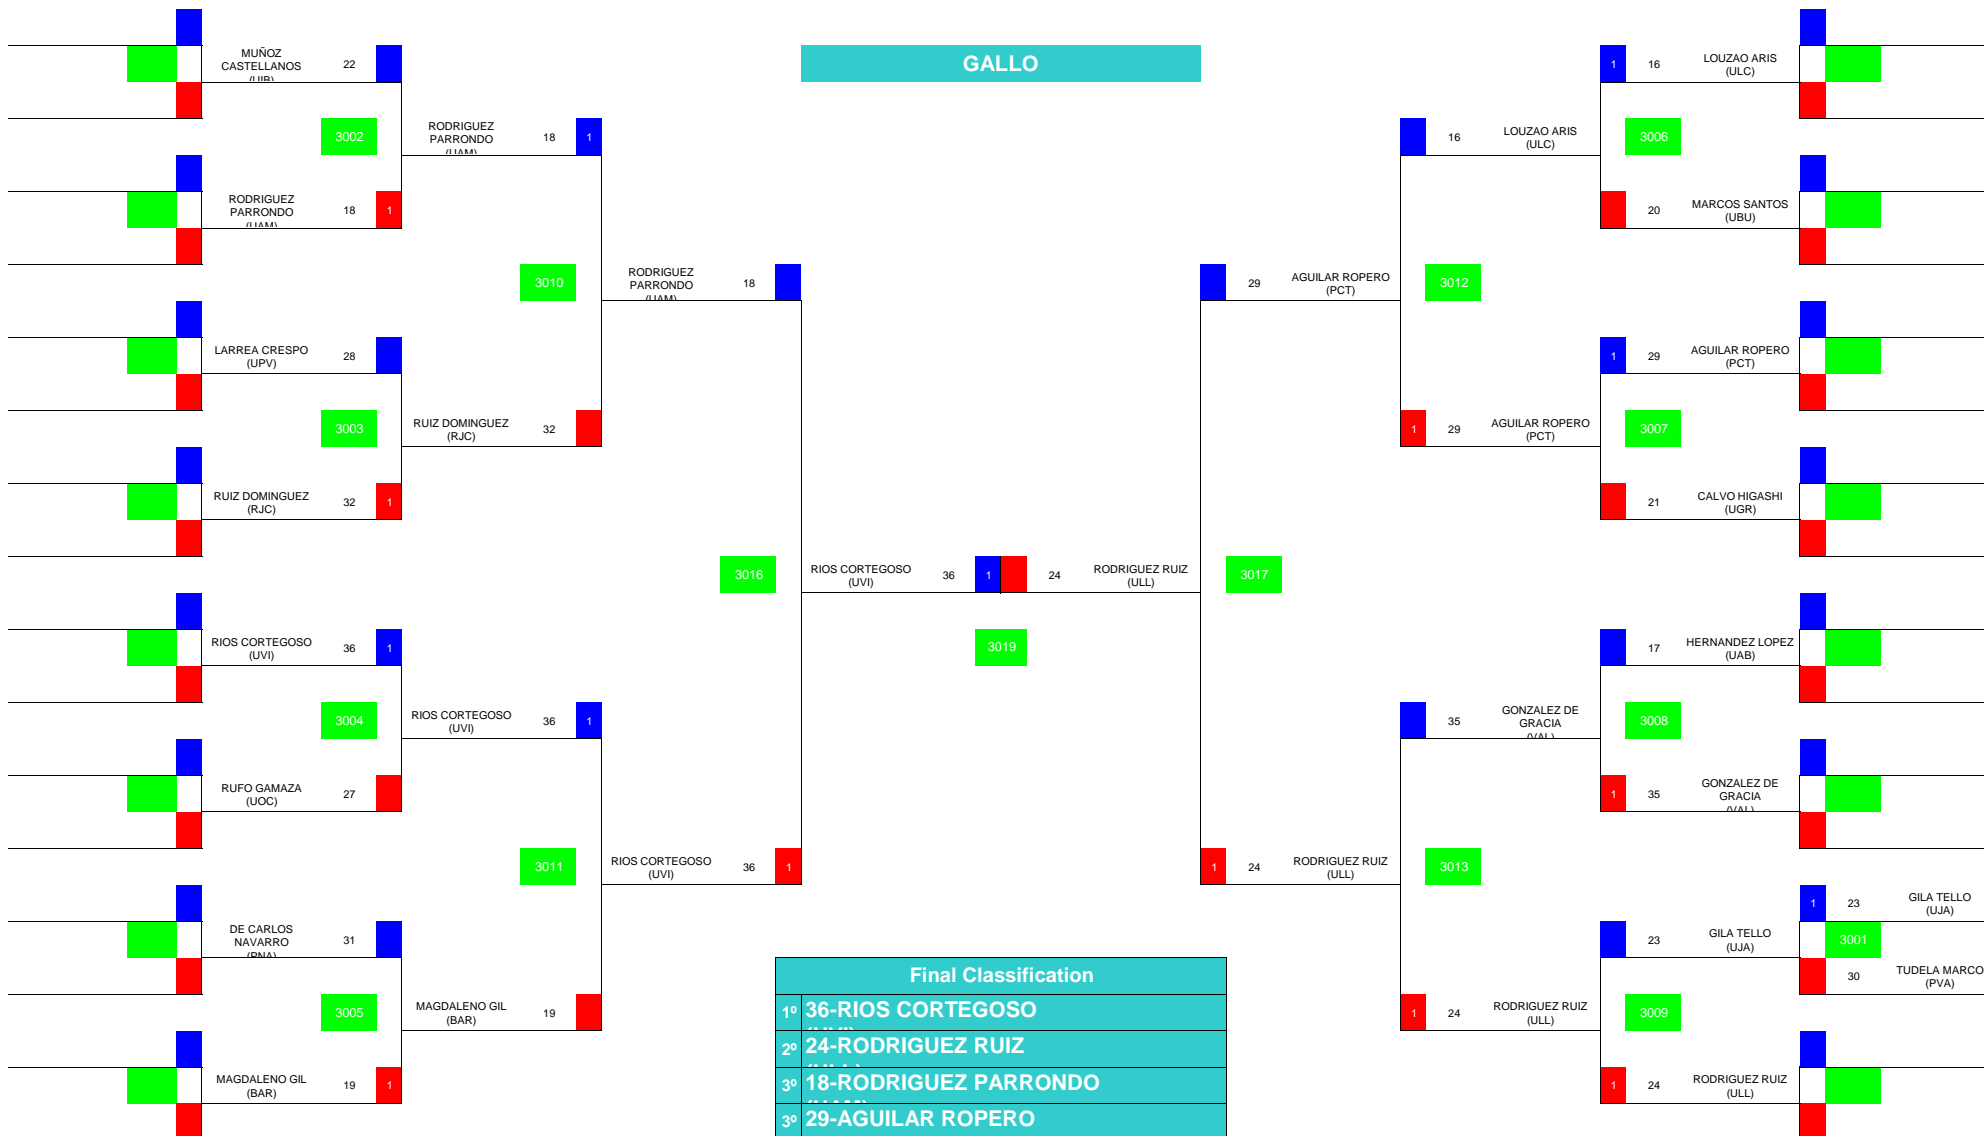 GALLO
MUÑOZ
CASTELLANOS
(UIB)
22
3002
RODRIGUEZ
PARRONDO
(UAM)
18
1
RODRIGUEZ
PARRONDO
(UAM)
18
1
3010
RODRIGUEZ
PARRONDO
(UAM)
18
LARREA CRESPO
(UPV)
28
3003
RUIZ DOMINGUEZ
(RJC)
32
RUIZ DOMINGUEZ
(RJC)
32
1
3016
RIOS CORTEGOSO
(UVI)
36
1
RIOS CORTEGOSO
(UVI)
36
1
3004
RIOS CORTEGOSO
(UVI)
36
1
RUFO GAMAZA
(UOC)
27
3011
RIOS CORTEGOSO
(UVI)
36
1
DE CARLOS
NAVARRO
(PNA)
31
3005
MAGDALENO GIL
(BAR)
19
MAGDALENO GIL
(BAR)
19
1
1
16
LOUZAO ARIS
(ULC)
16
LOUZAO ARIS
(ULC)
3006
20
MARCOS SANTOS
(UBU)
29
AGUILAR ROPERO
(PCT)
3012
1
29
AGUILAR ROPERO
(PCT)
1
29
AGUILAR ROPERO
(PCT)
3007
21
CALVO HIGASHI
(UGR)
24
RODRIGUEZ RUIZ
(ULL)
3017
3019
17
HERNANDEZ LOPEZ
(UAB)
35
GONZALEZ DE
GRACIA
(VAL)
3008
1
35
GONZALEZ DE
GRACIA
(VAL)
1
24
RODRIGUEZ RUIZ
(ULL)
3013
1
23
GILA TELLO
(UJA)
23
GILA TELLO
(UJA)
3001
30
TUDELA MARCO
(PVA)
1
24
RODRIGUEZ RUIZ
(ULL)
3009
1
24
RODRIGUEZ RUIZ
(ULL)
Final Classification
1º 36-RIOS CORTEGOSO
2º 24-RODRIGUEZ RUIZ
3º 18-RODRIGUEZ PARRONDO
3º 29-AGUILAR ROPERO